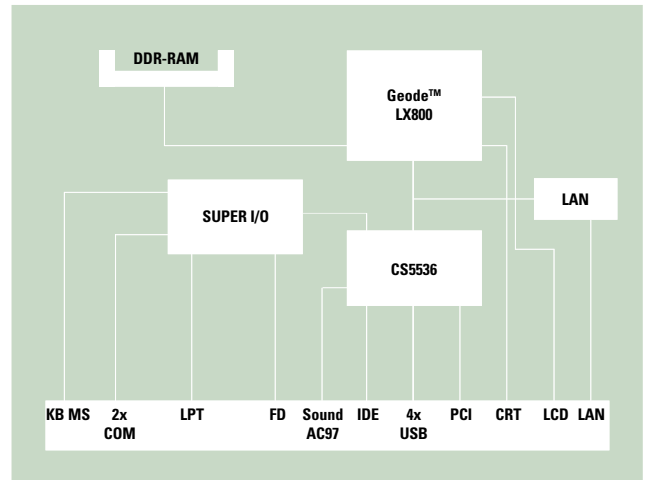 DDR-RAM
Geode™
LX800
LAN
SUPER I/O
CS5536
KB MS 2x LPT FD Sound IDE 4x PCI CRT LCD LAN
COM AC97 USB